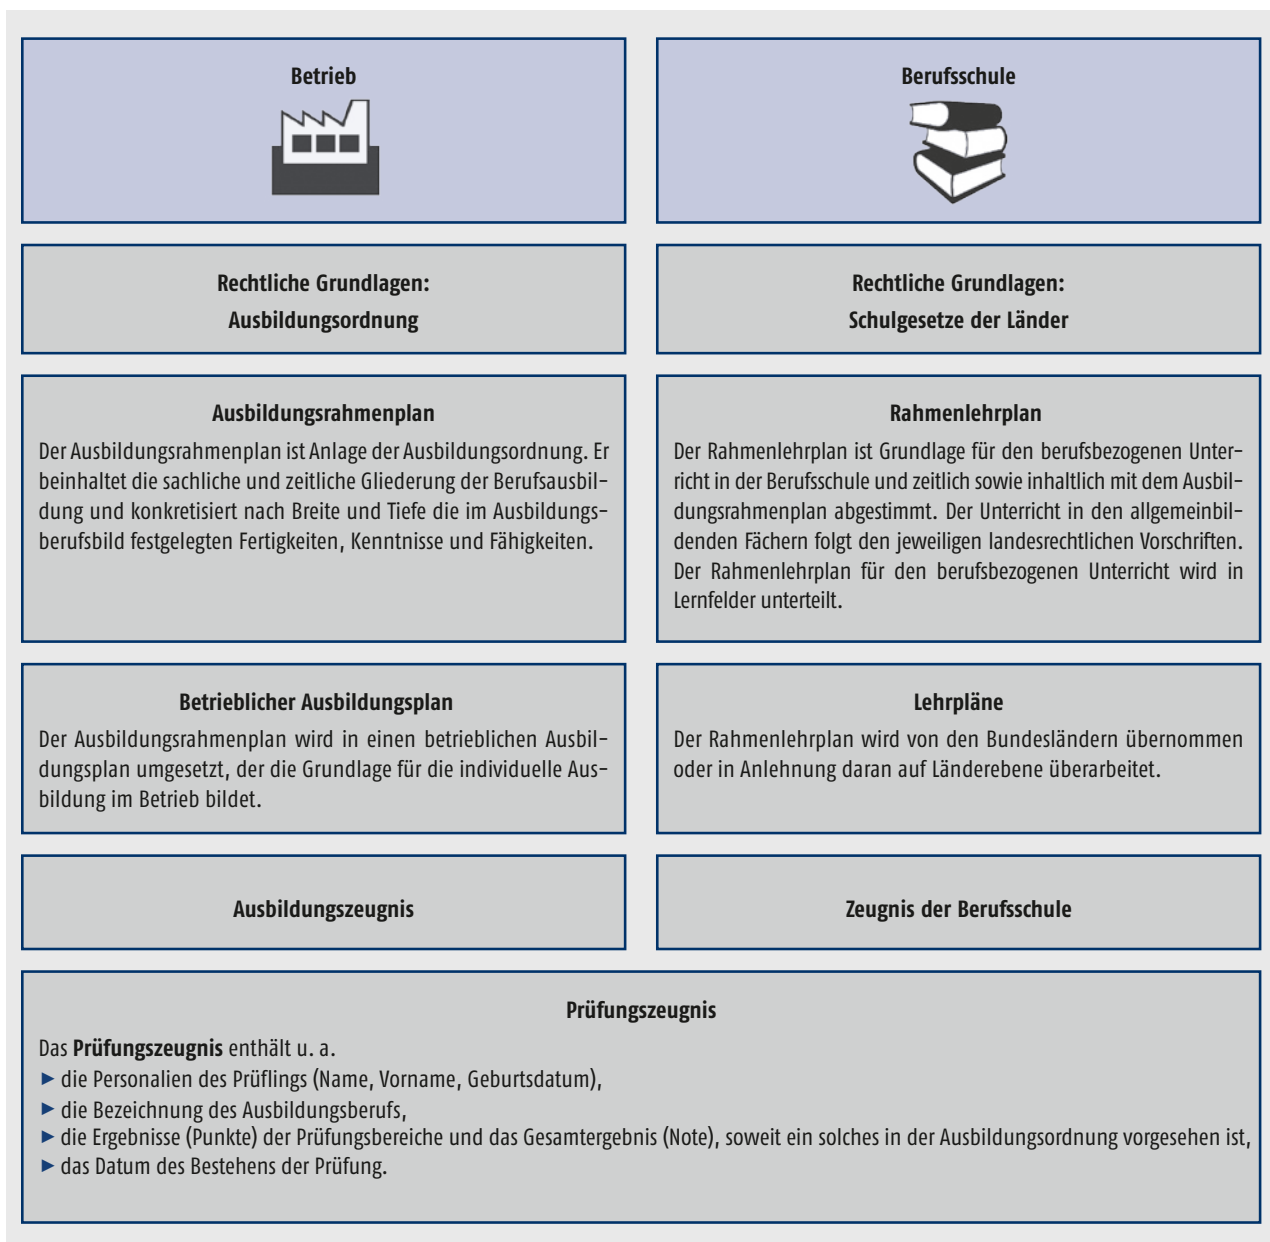 Betrieb
Berufsschule
Rechtliche Grundlagen:
Ausbildungsordnung
Rechtliche Grundlagen:
Schulgesetze der Länder
Ausbildungsrahmenplan
Der Ausbildungsrahmenplan ist Anlage der Ausbildungsordnung. Er
beinhaltet die sachliche und zeitliche Gliederung der Berufsausbil-
dung und konkretisiert nach Breite und Tiefe die im Ausbildungs-
berufsbild festgelegten Fertigkeiten, Kenntnisse und Fähigkeiten.
Rahmenlehrplan
Der Rahmenlehrplan ist Grundlage für den berufsbezogenen Unter-
richt in der Berufsschule und zeitlich sowie inhaltlich mit dem Ausbil-
dungsrahmenplan abgestimmt. Der Unterricht in den allgemeinbil-
denden Fächern folgt den jeweiligen landesrechtlichen Vorschriften.
Der Rahmenlehrplan für den berufsbezogenen Unterricht wird in
Lernfelder unterteilt.
Betrieblicher Ausbildungsplan
Der Ausbildungsrahmenplan wird in einen betrieblichen Ausbil-
dungsplan umgesetzt, der die Grundlage für die individuelle Aus-
bildung im Betrieb bildet.
Lehrpläne
Der Rahmenlehrplan wird von den Bundesländern übernommen
oder in Anlehnung daran auf Länderebene überarbeitet.
Ausbildungszeugnis
Zeugnis der Berufsschule
Prüfungszeugnis
Das Prüfungszeugnis enthält u. a.
► die Personalien des Prüflings (Name, Vorname, Geburtsdatum),
► die Bezeichnung des Ausbildungsberufs,
► die Ergebnisse (Punkte) der Prüfungsbereiche und das Gesamtergebnis (Note), soweit ein solches in der Ausbildungsordnung vorgesehen ist,
► das Datum des Bestehens der Prüfung.